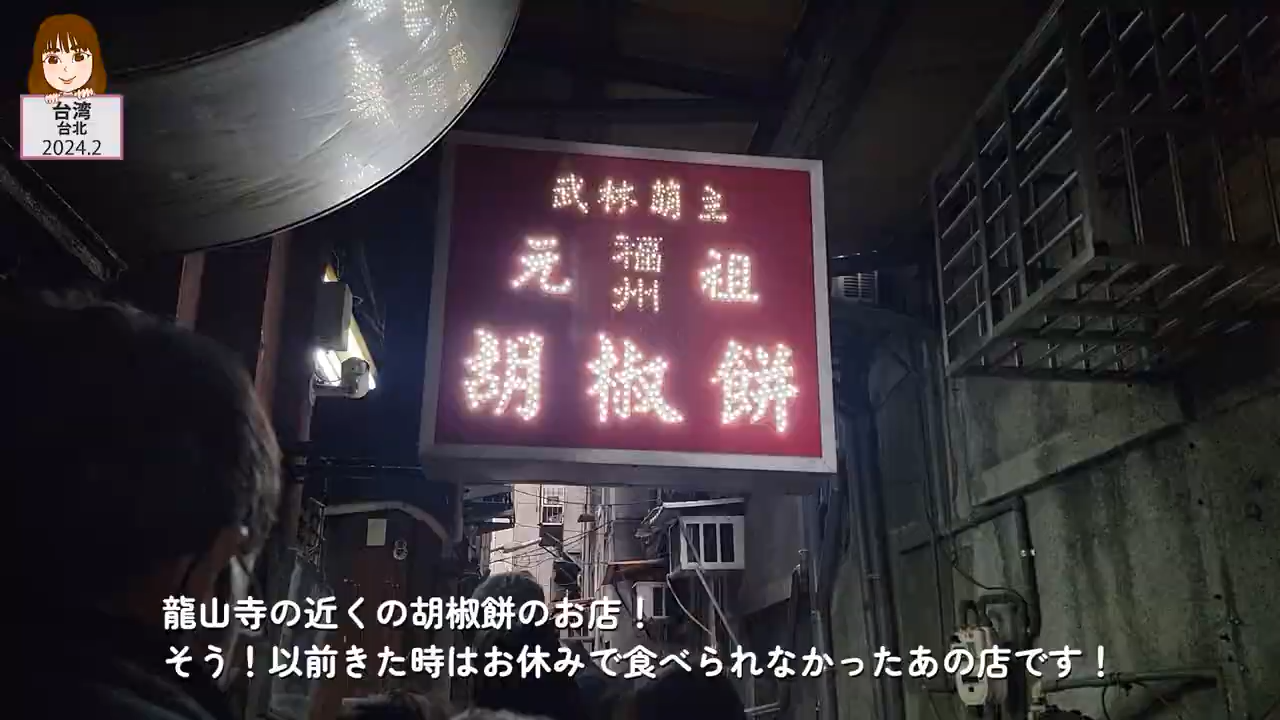 台湾
台北
2024.2
武林萌主
元福州祖
胡椒餅
龍山寺の近くの胡椒餅のお店！
そう！以前きた時はお休みで食べられなかったあの店です！